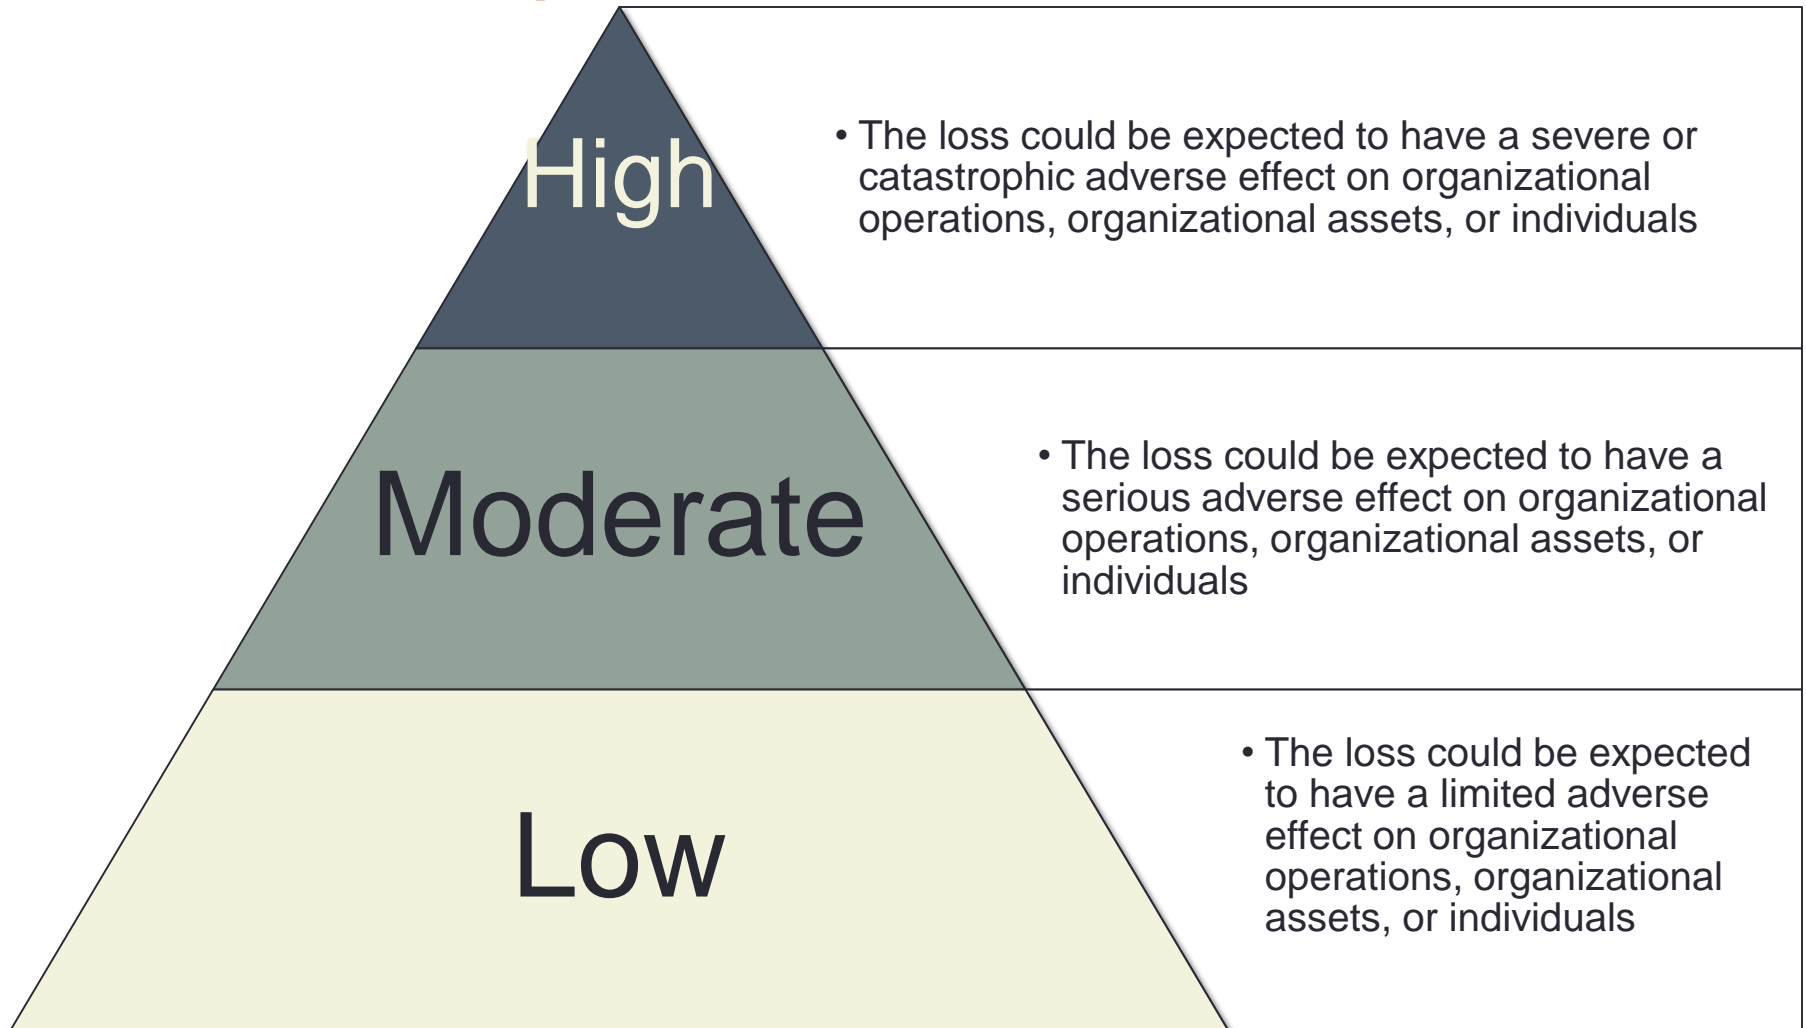 High
• The loss could be expected to have a severe or
catastrophic adverse effect on organizational
operations, organizational assets, or individuals
Moderate
• The loss could be expected to have a
serious adverse effect on organizational
operations, organizational assets, or
individuals
Low
• The loss could be expected
to have a limited adverse
effect on organizational
operations, organizational
assets, or individuals